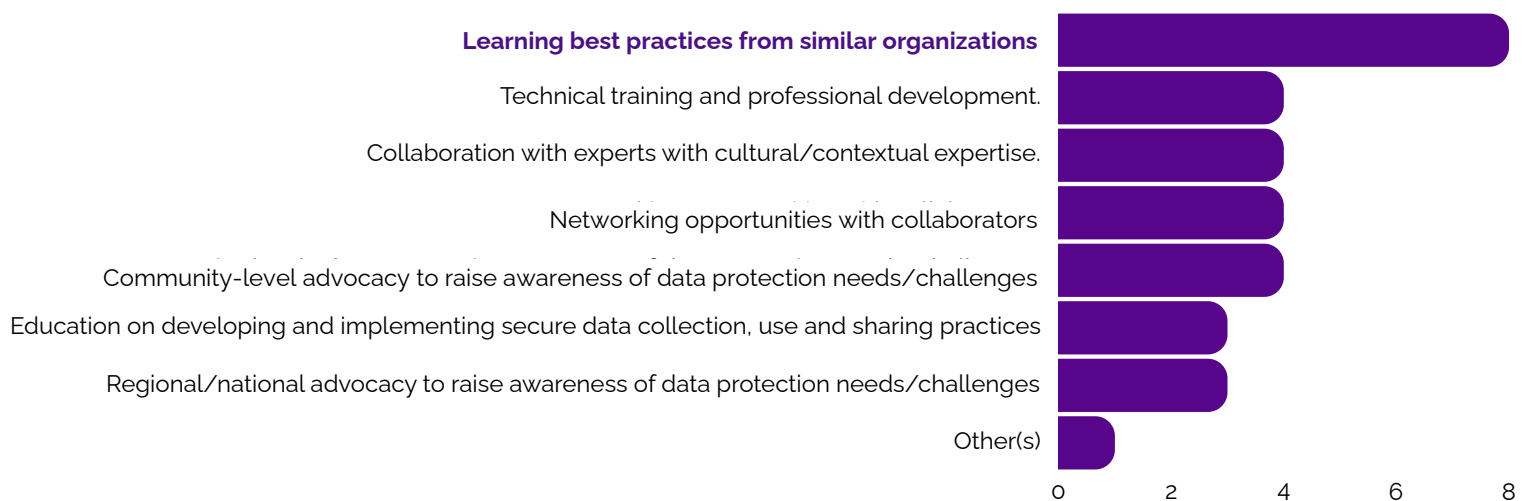 Learning best practices from similar organizations
Technical training and professional development.
Collaboration with experts with cultural/contextual expertise.
Networking opportunities with collaborators
Community-level advocacy to raise awareness of data protection needs/challenges
Education on developing and implementing secure data collection, use and sharing practices
Regional/national advocacy to raise awareness of data protection needs/challenges
Other(s)
0 2 4 6 8